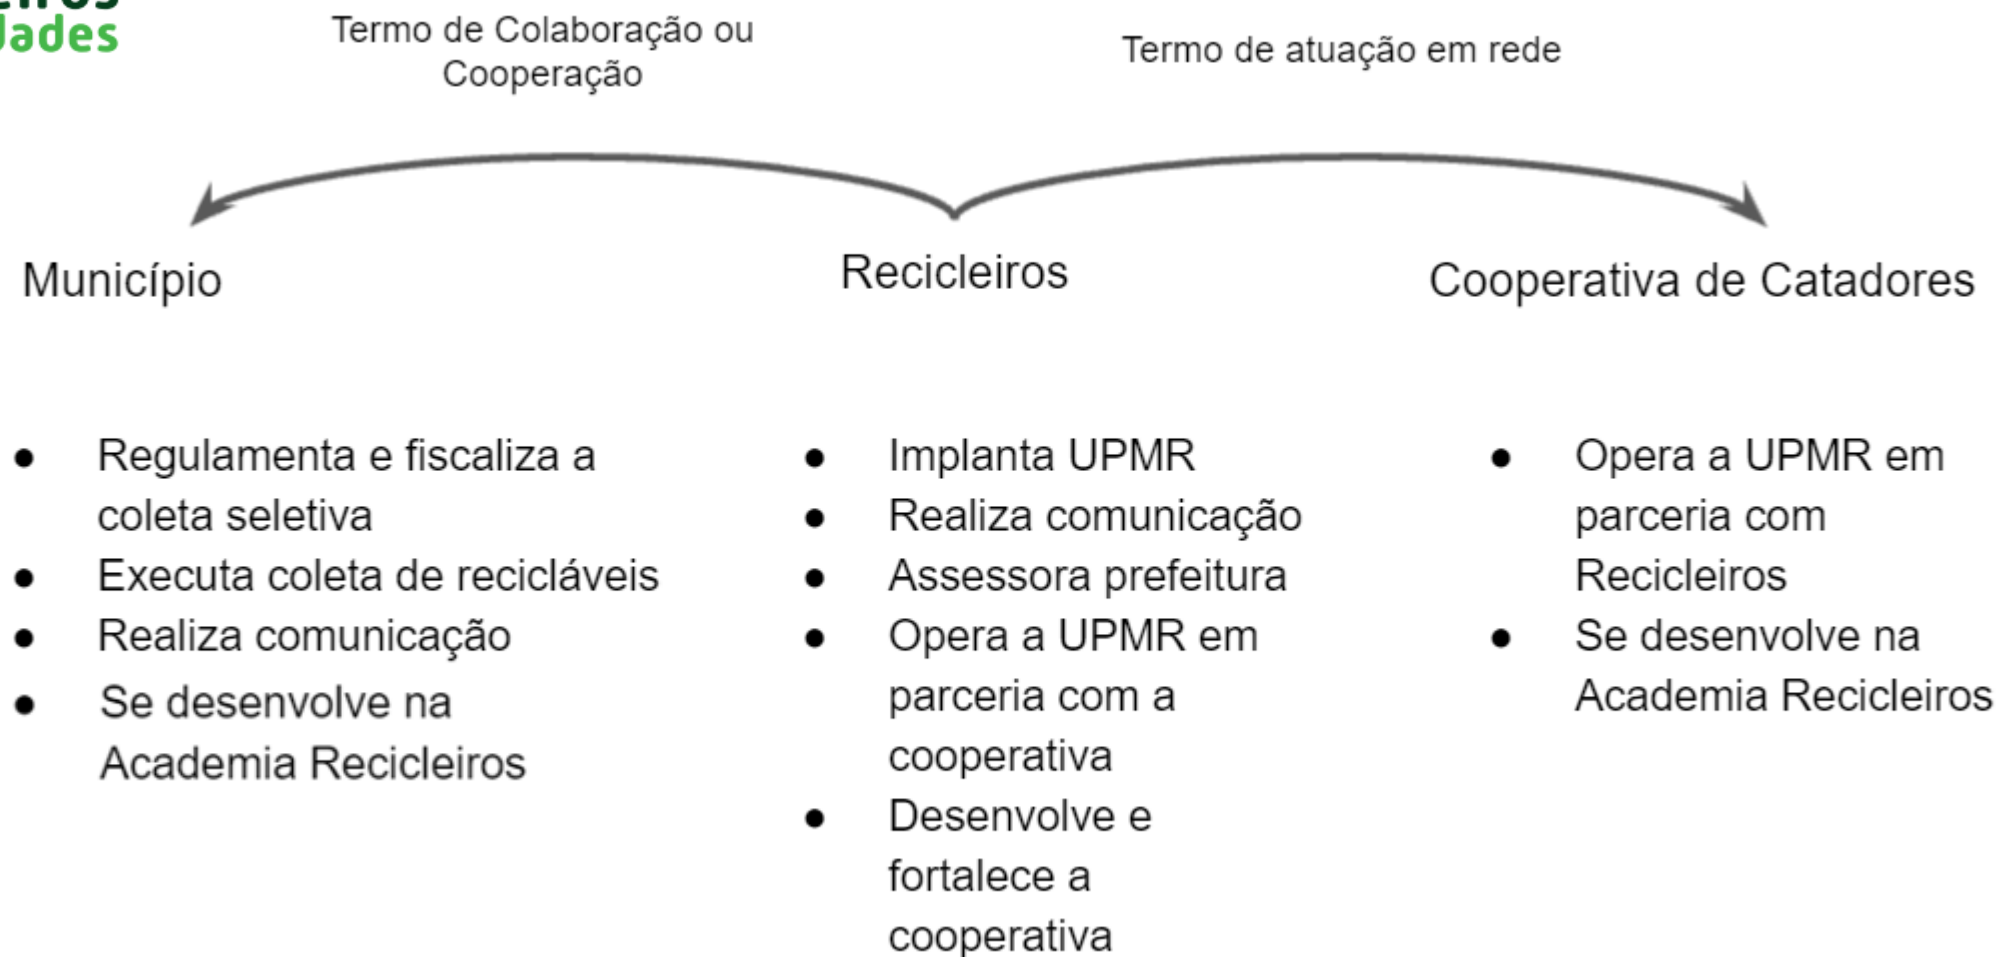 dades
Termo de Colaboração ou
Cooperação
Termo de atuação em rede
Município
Recicleiros
Cooperativa de Catadores
● Regulamenta e fiscaliza a
coleta seletiva
● Executa coleta de recicláveis
● Realiza comunicação
● Se desenvolve na
Academia Recicleiros
● Implanta UPMR
● Realiza comunicação
● Assessora prefeitura
● Opera a UPMR em
parceria com a
cooperativa
● Desenvolve e
fortalece a
cooperativa
● Opera a UPMR em
parceria com
Recicleiros
● Se desenvolve na
Academia Recicleiros